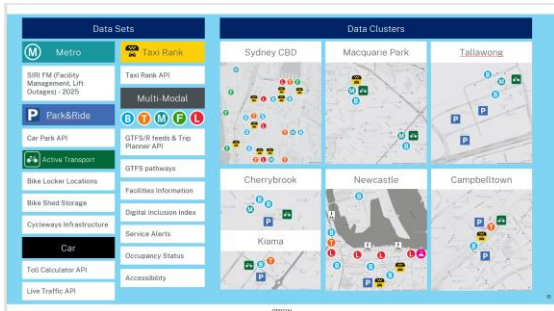 Data Sets
Data Clusters
M Metro
SIRI FM (Facility
Management, Lift
Outages) - 2025
P Park&Ride
Car Park API
Active Transport
Bike Locker Locations
Bike Shed Storage
Cycleways Infrastructure
Car
Toll Calculator API
Live Traffic API
Taxi Rank
Taxi Rank API
Multi-Modal
B T M F L
GTFS/R feeds & Trip
Planner API
GTFS pathways
Facilities Information
Digital Inclusion Index
Service Alerts
Occupancy Status
Accessibility
Sydney CBD
Macquarie Park
Tallawong
Cherrybrook
Newcastle
Campbelltown
Kiama